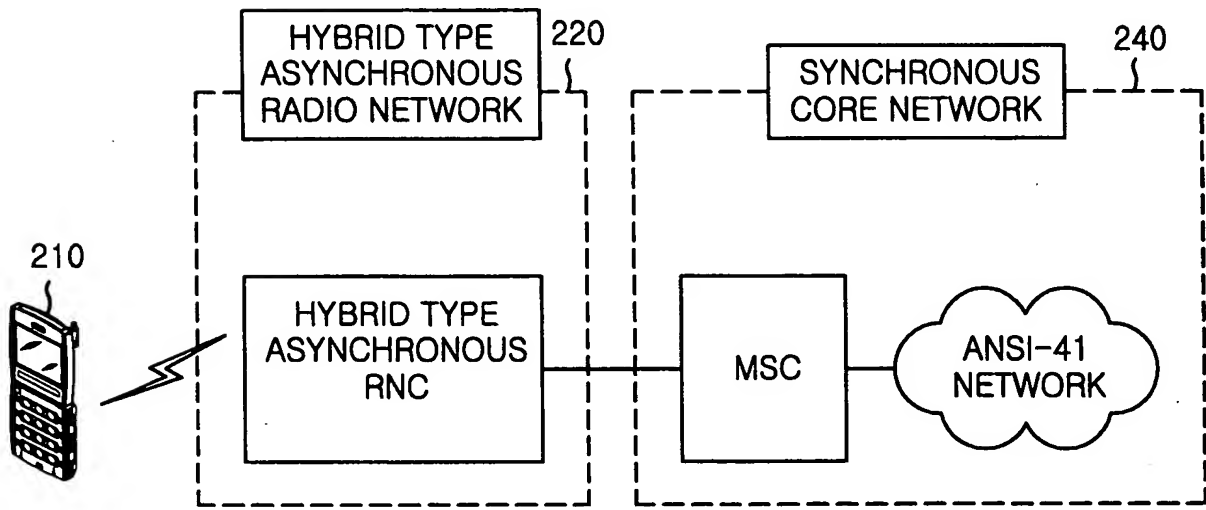 HYBRID TYPE
ASYNCHRONOUS
RADIO NETWORK
220
SYNCHRONOUS
CORE NETWORK
240
210
HYBRID TYPE
ASYNCHRONOUS
RNC
MSC
ANSI-41
NETWORK